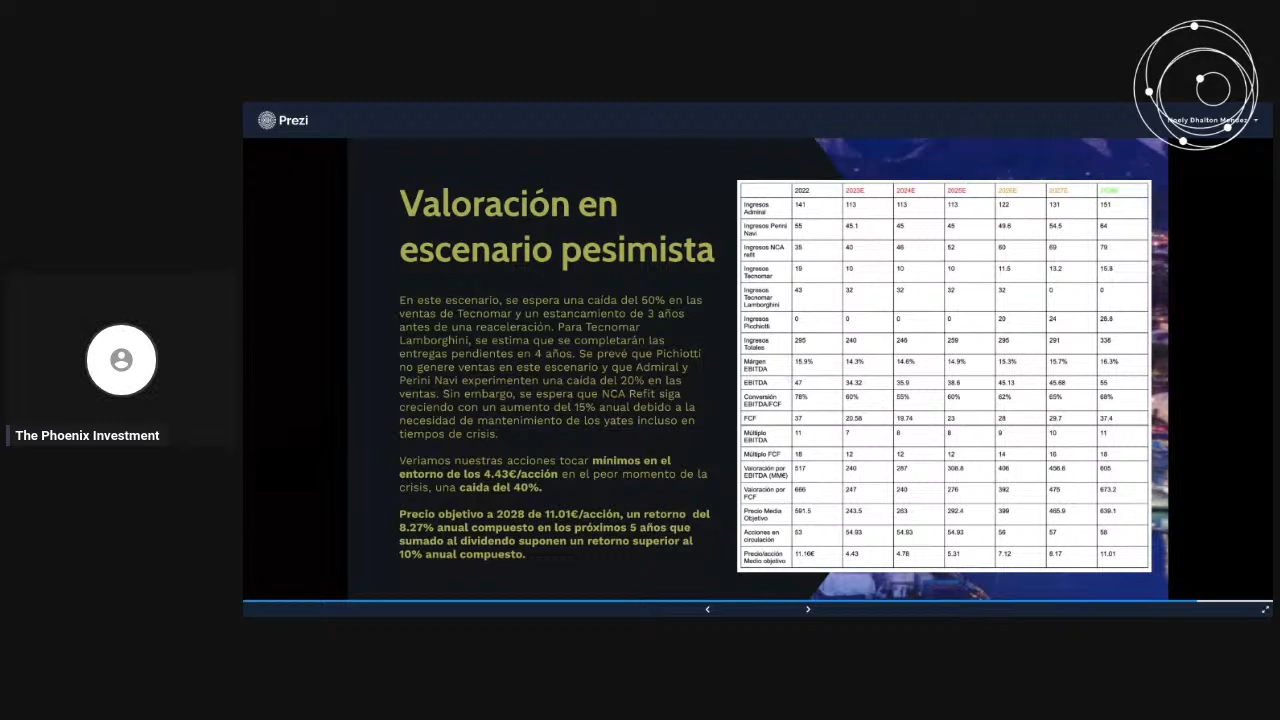 Prezi
Neely Dhalton Mendez
Valoración en
escenario pesimista
En este escenario, se espera una caída del 50% en las
ventas de Tecnomar y un estancamiento de 3 años
antes de una reaceleración. Para Tecnomar
Lamborghini, se estima que se completarán las
entregas pendientes en 4 años. Se prevé que Pichiotti
no genere ventas en este escenario y que Admiral y
Perini Navi experimenten una caída del 20% en las
ventas. Sin embargo, se espera que NCA Refit siga
creciendo con un aumento del 15% anual debido a la
necesidad de mantenimiento de los yates incluso en
tiempos de crisis.
Veriamos nuestras acciones tocar mínimos en el
entorno de los 4.43€/acción en el peor momento de la
crisis, una caida del 40%.
Precio objetivo a 2028 de 11.01€/acción, un retorno del
8.27% anual compuesto en los próximos 5 años que
sumado al dividendo suponen un retorno superior al
10% anual compuesto.
2022 2023E 2024E 2025E 2026E 2027E
Ingresos Admiral 141 113 113 113 122 131 151
Ingresos Perini Navi 55 45.1 45 45 49.6 54.5 64
Ingresos NCA refit 35 40 46 52 60 69 79
Ingresos Tecnomar 19 10 10 10 11.5 13.2 15.8
Ingresos Tecnomar Lamborghini 43 32 32 32 32 0 0
Ingresos Picchiotti 0 0 0 0 20 24 28.8
Ingresos Totales 295 240 246 259 295 291 338
Márgen EBITDA 15.9% 14.3% 14.6% 14.9% 15.3% 15.7% 16.3%
EBITDA 47 34.32 35.9 38.6 45.13 45.68 55
Conversión EBITDA/FCF 78% 60% 55% 60% 62% 65% 68%
FCF 37 20.58 19.74 23 28 29.7 37.4
Múltiplo EBITDA 11 7 8 8 9 10 11
Múltiplo FCF 18 12 12 12 14 16 18
Valoración por EBITDA (MM€) 517 240 287 308.8 406 456.8 605
Valoración por FCF 666 247 240 276 392 475 673.2
Precio Media Objetivo 591.5 243.5 263 292.4 399 465.9 639.1
Acciones en circulación 53 54.93 54.93 54.93 56 57 58
Precio/acción Medio objetivo 11.16€ 4.43 4.78 5.31 7.12 8.17 11.01
The Phoenix Investment